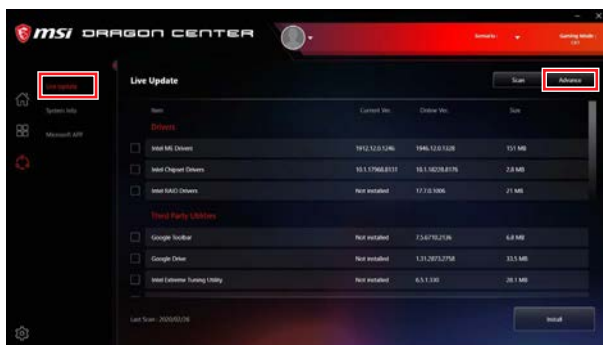 msi DRAGON CENTER
Scenario :
Gaming Mode :
OFF
Live Update
System Info
Microsoft APP
Live Update
Scan
Advance
Item
Current Ver.
Online Ver.
Size
Drivers
Intel ME Drivers 1912.12.0.1246 1946.12.0.1328 151 MB
Intel Chipset Drivers 10.1.17968.8131 10.1.18228.8176 2.8 MB
Intel RAID Drivers Not installed 17.7.0.1006 21 MB
Third Party Utilities
Google Toolbar Not installed 7.5.6710.2136 6.8 MB
Google Drive Not installed 1.31.2873.2758 33.5 MB
Intel Extreme Tuning Utility Not installed 6.5.1.330 28.1 MB
Last Scan : 2020/02/26
Install